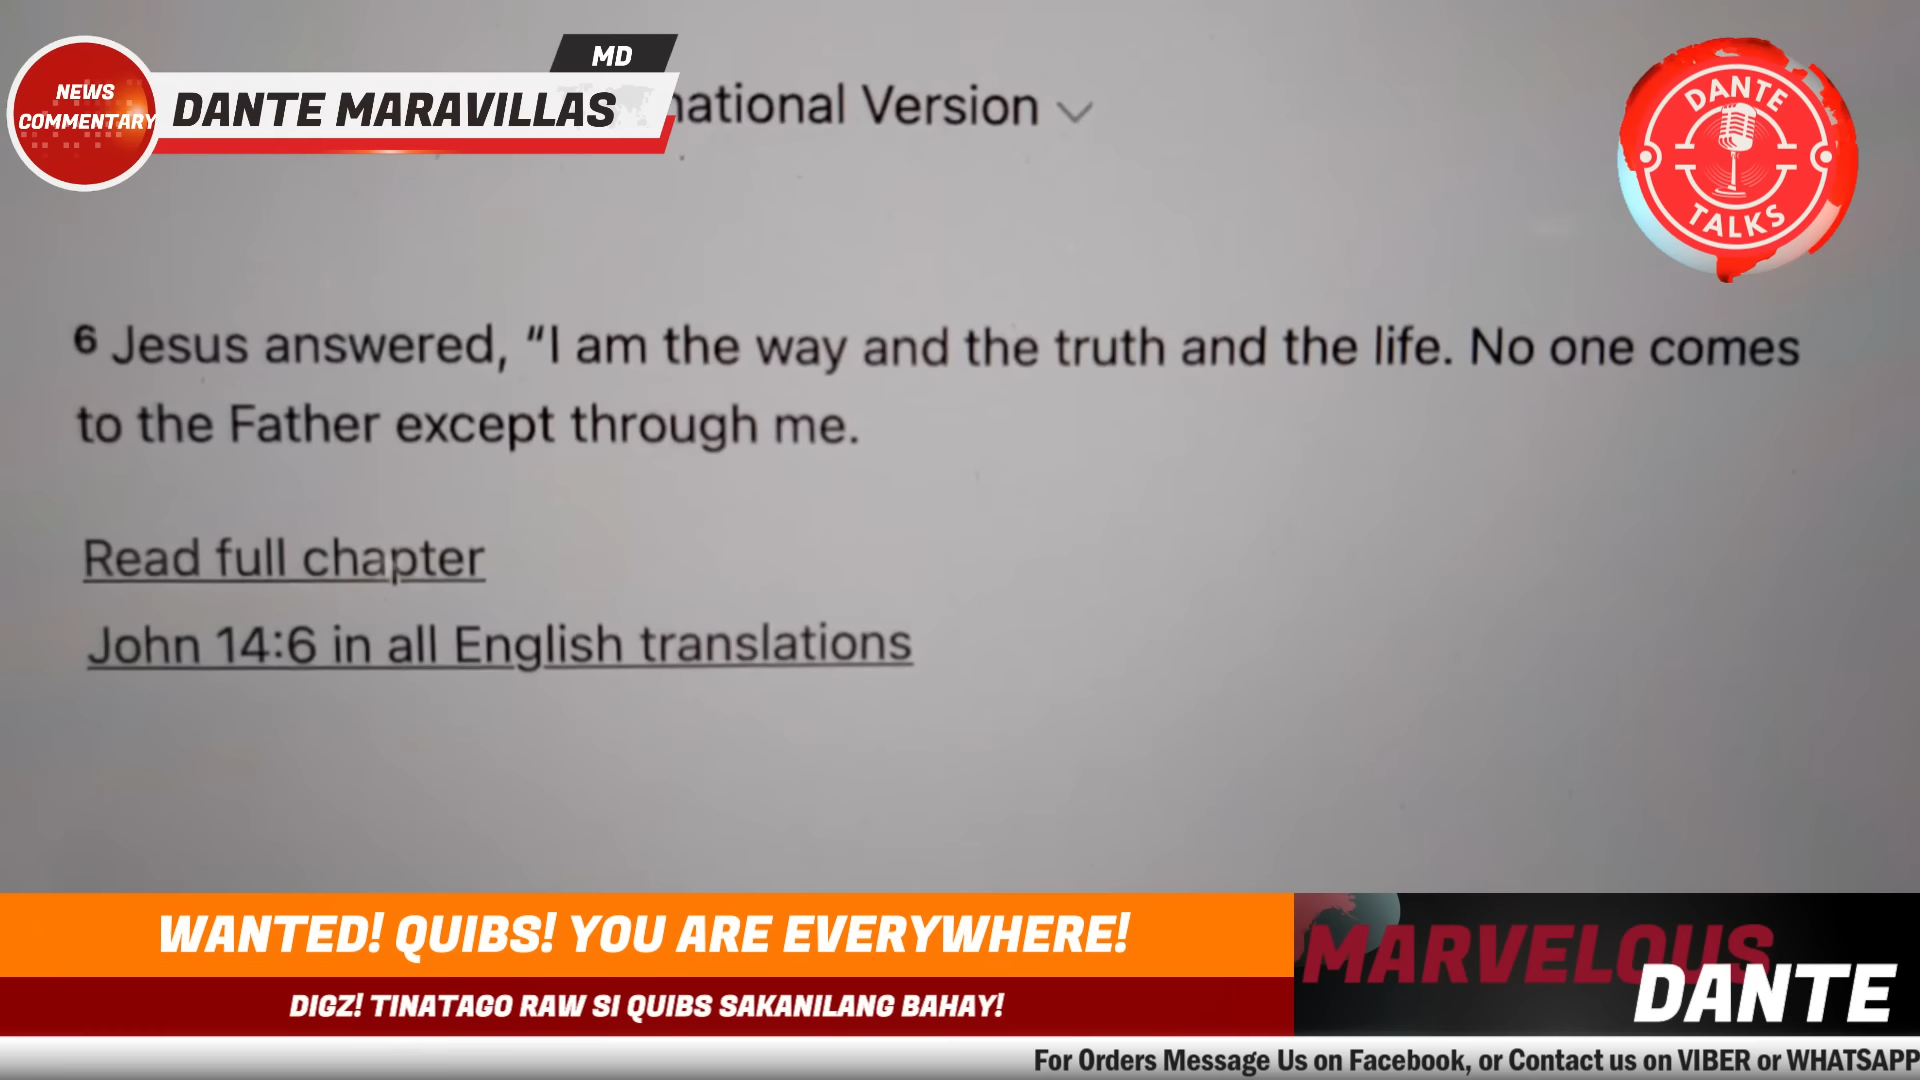 MD
NEWS
COMMENTARY
DANTE MARAVILLAS
national Version
DANTE
TALKS
6 Jesus answered, “I am the way and the truth and the life. No one comes
to the Father except through me.
Read full chapter
John 14:6 in all English translations
WANTED! QUIBS! YOU ARE EVERYWHERE!
DIGZ! TINATAGO RAW SI QUIBS SAKANILANG BAHAY!
MARVELOUS
DANTE
For Orders Message Us on Facebook, or Contact us on VIBER or WHATSAPP